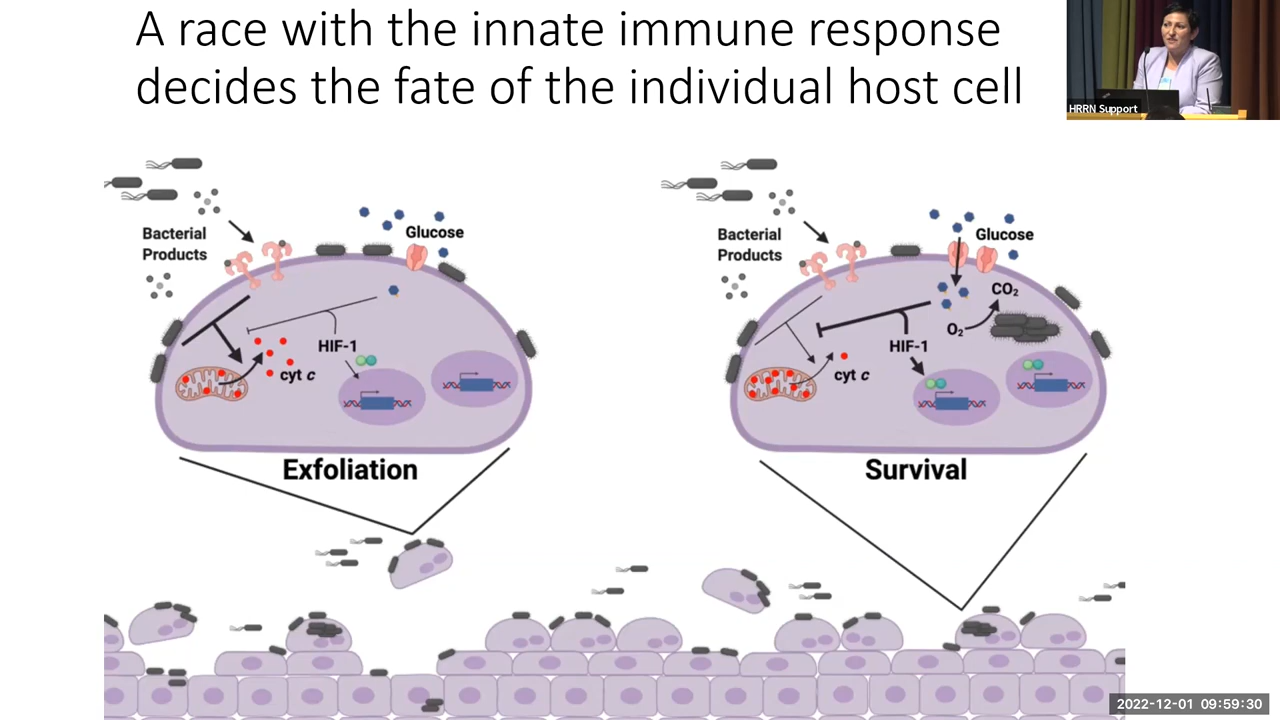 A race with the innate immune response
decides the fate of the individual host cell
HRRN Support
Bacterial
Products
Glucose
HIF-1
cyt c
Exfoliation
Bacterial
Products
Glucose
CO₂
O₂
HIF-1
cyt c
Survival
2022-12-01 09:59:30